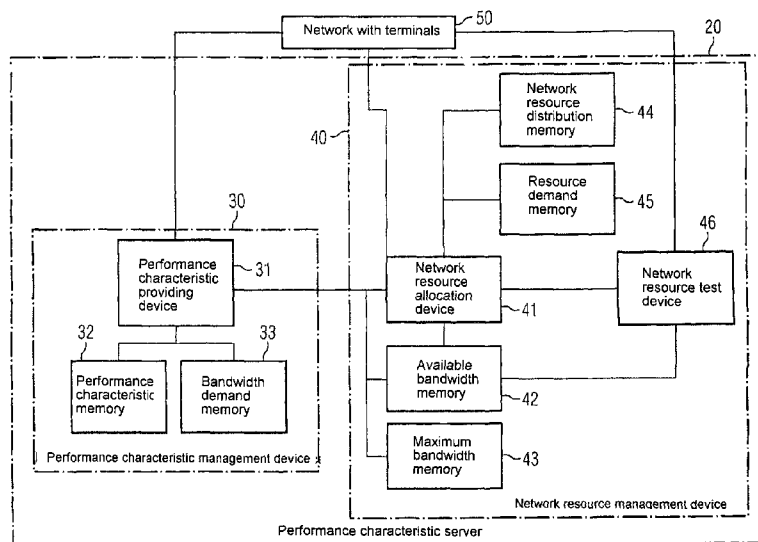 50
Network with terminals
20
Network
resource
distribution
memory
44
40
Resource
demand
memory
45
30
46
Performance
characteristic
providing
device
31
Network
resource
allocation
device
41
Network
resource test
device
32
33
Performance
characteristic
memory
Bandwidth
demand
memory
Available
bandwidth
memory
42
Maximum
bandwidth
memory
43
Performance characteristic management device
Network resource management device
Performance characteristic server